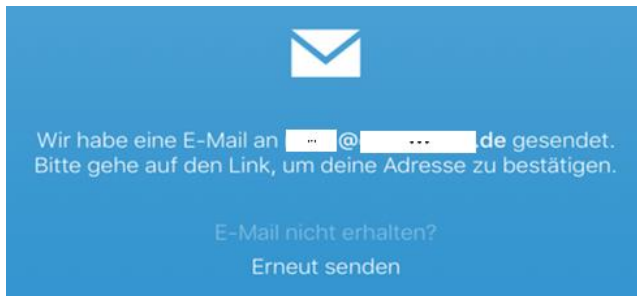 Wir habe eine E-Mail an ... @ ... .de gesendet.
Bitte gehe auf den Link, um deine Adresse zu bestätigen.
E-Mail nicht erhalten?
Erneut senden